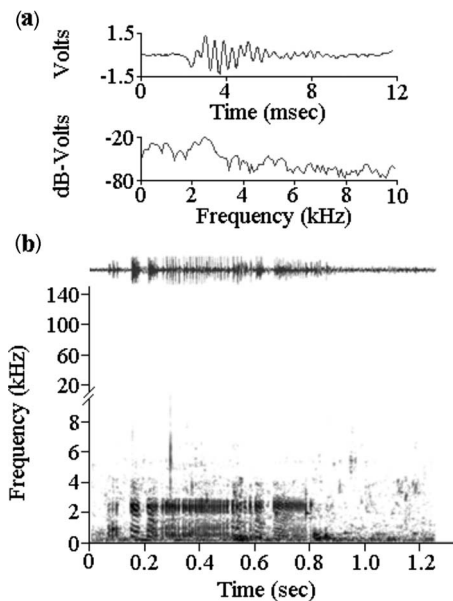 (a)
Volts
1.5
-1.5
0 2 4 6 8 12
Time (msec)
dB-Volts
-20
-80
0 2 4 6 8 10
Frequency (kHz)
(b)
Frequency (kHz)
140
100
60
20
8
6
4
2
0
0 0.2 0.4 0.6 0.8 1.0 1.2
Time (sec)